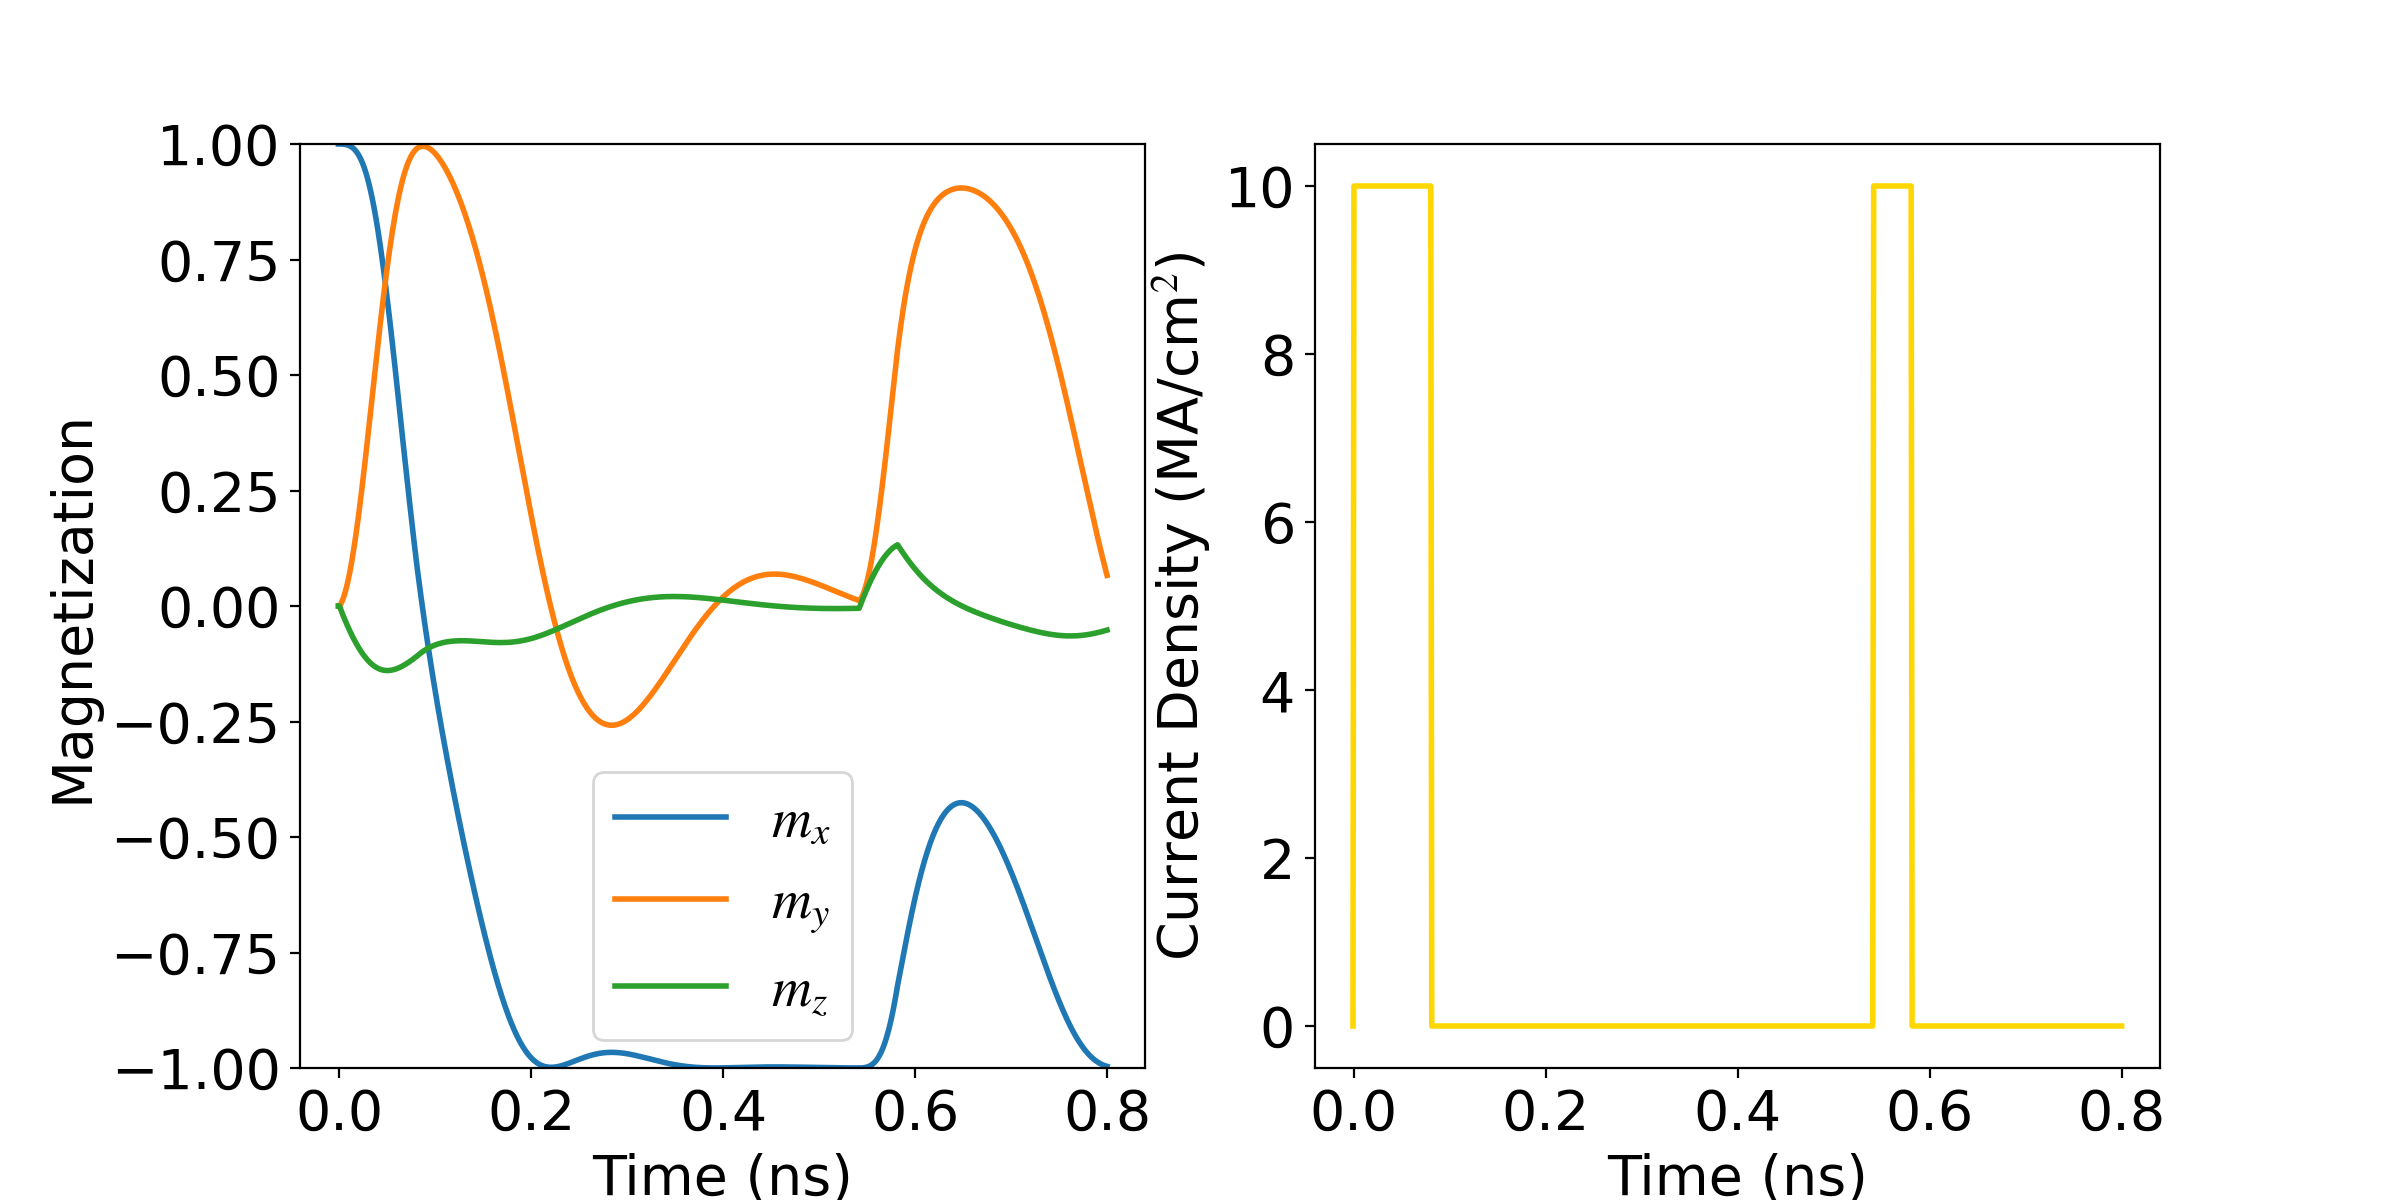 Magnetization
1.00
0.75
0.50
0.25
0.00
−0.25
−0.50
−0.75
−1.00
0.0 0.2 0.4 0.6 0.8
Time (ns)
m_x
m_y
m_z
Current Density (MA/cm²)
10
8
6
4
2
0
0.0 0.2 0.4 0.6 0.8
Time (ns)